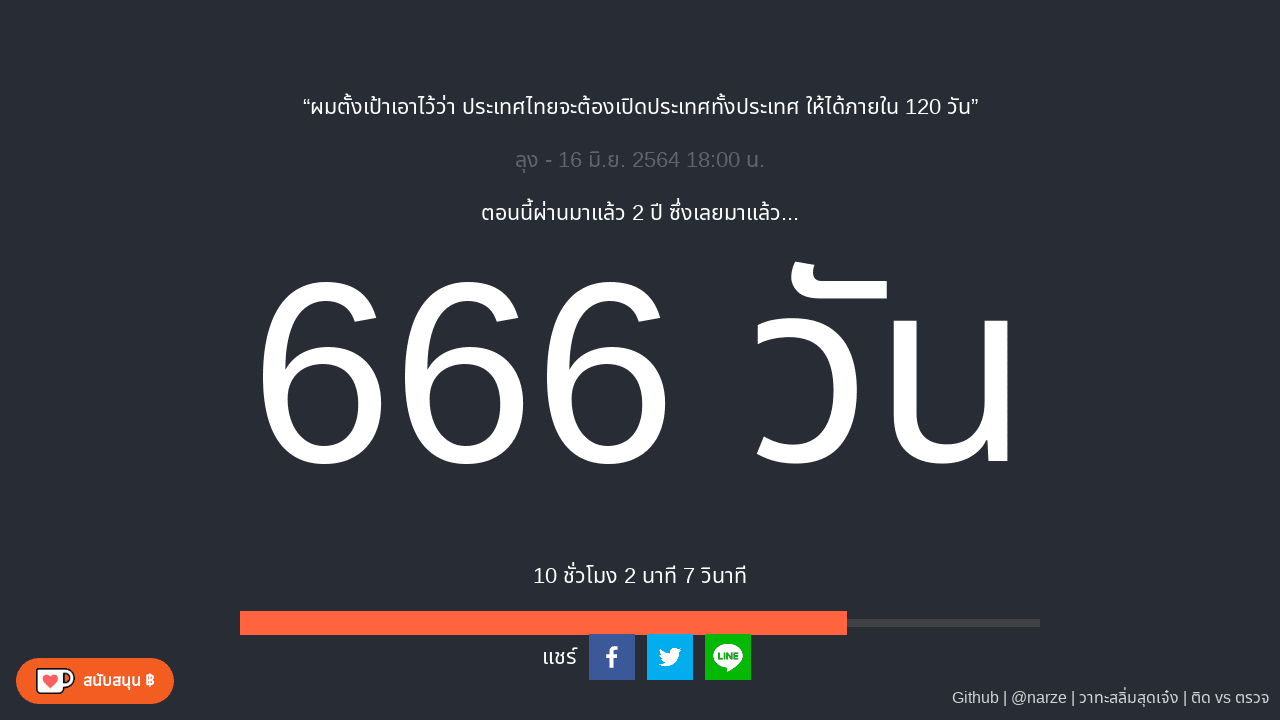 “ผมตั้งเป้าเอาไว้ว่า ประเทศไทยจะต้องเปิดประเทศทั้งประเทศ ให้ได้ภายใน 120 วัน”
ลุง - 16 มิ.ย. 2564 18:00 น.
ตอนนี้ผ่านมาแล้ว 2 ปี ซึ่งเลยมาแล้ว...
666 วัน
10 ชั่วโมง 2 นาที 7 วินาที
แชร์
LINE
สนับสนุน ฿
Github | @narze | วาทะสลิ่มสุดเจ๋ง | ติด vs ตรวจ